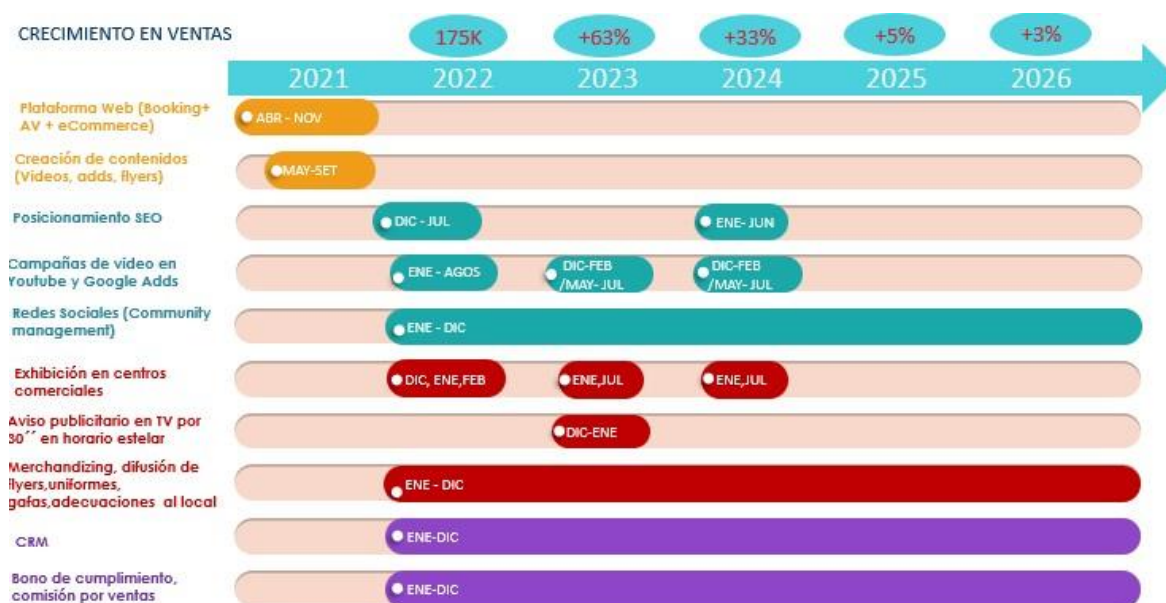 CRECIMIENTO EN VENTAS
175K
+63%
+33%
+5%
+3%
2021
2022
2023
2024
2025
2026
Plataforma Web (Booking+
AV + eCommerce)
ABR - NOV
Creación de contenidos
(Videos, adds, flyers)
MAY-SET
Posicionamiento SEO
DIC - JUL
ENE- JUN
Campañas de video en
Youtube y Google Adds
ENE - AGOS
DIC-FEB
/MAY- JUL
DIC-FEB
/MAY- JUL
Redes Sociales (Community
management)
ENE - DIC
Exhibición en centros
comerciales
DIC, ENE,FEB
ENE,JUL
ENE,JUL
Aviso publicitario en TV por
30´´ en horario estelar
DIC-ENE
Merchandizing, difusión de
flyers,uniformes,
gafas,adecuaciones al local
ENE - DIC
CRM
ENE-DIC
Bono de cumplimiento,
comisión por ventas
ENE-DIC